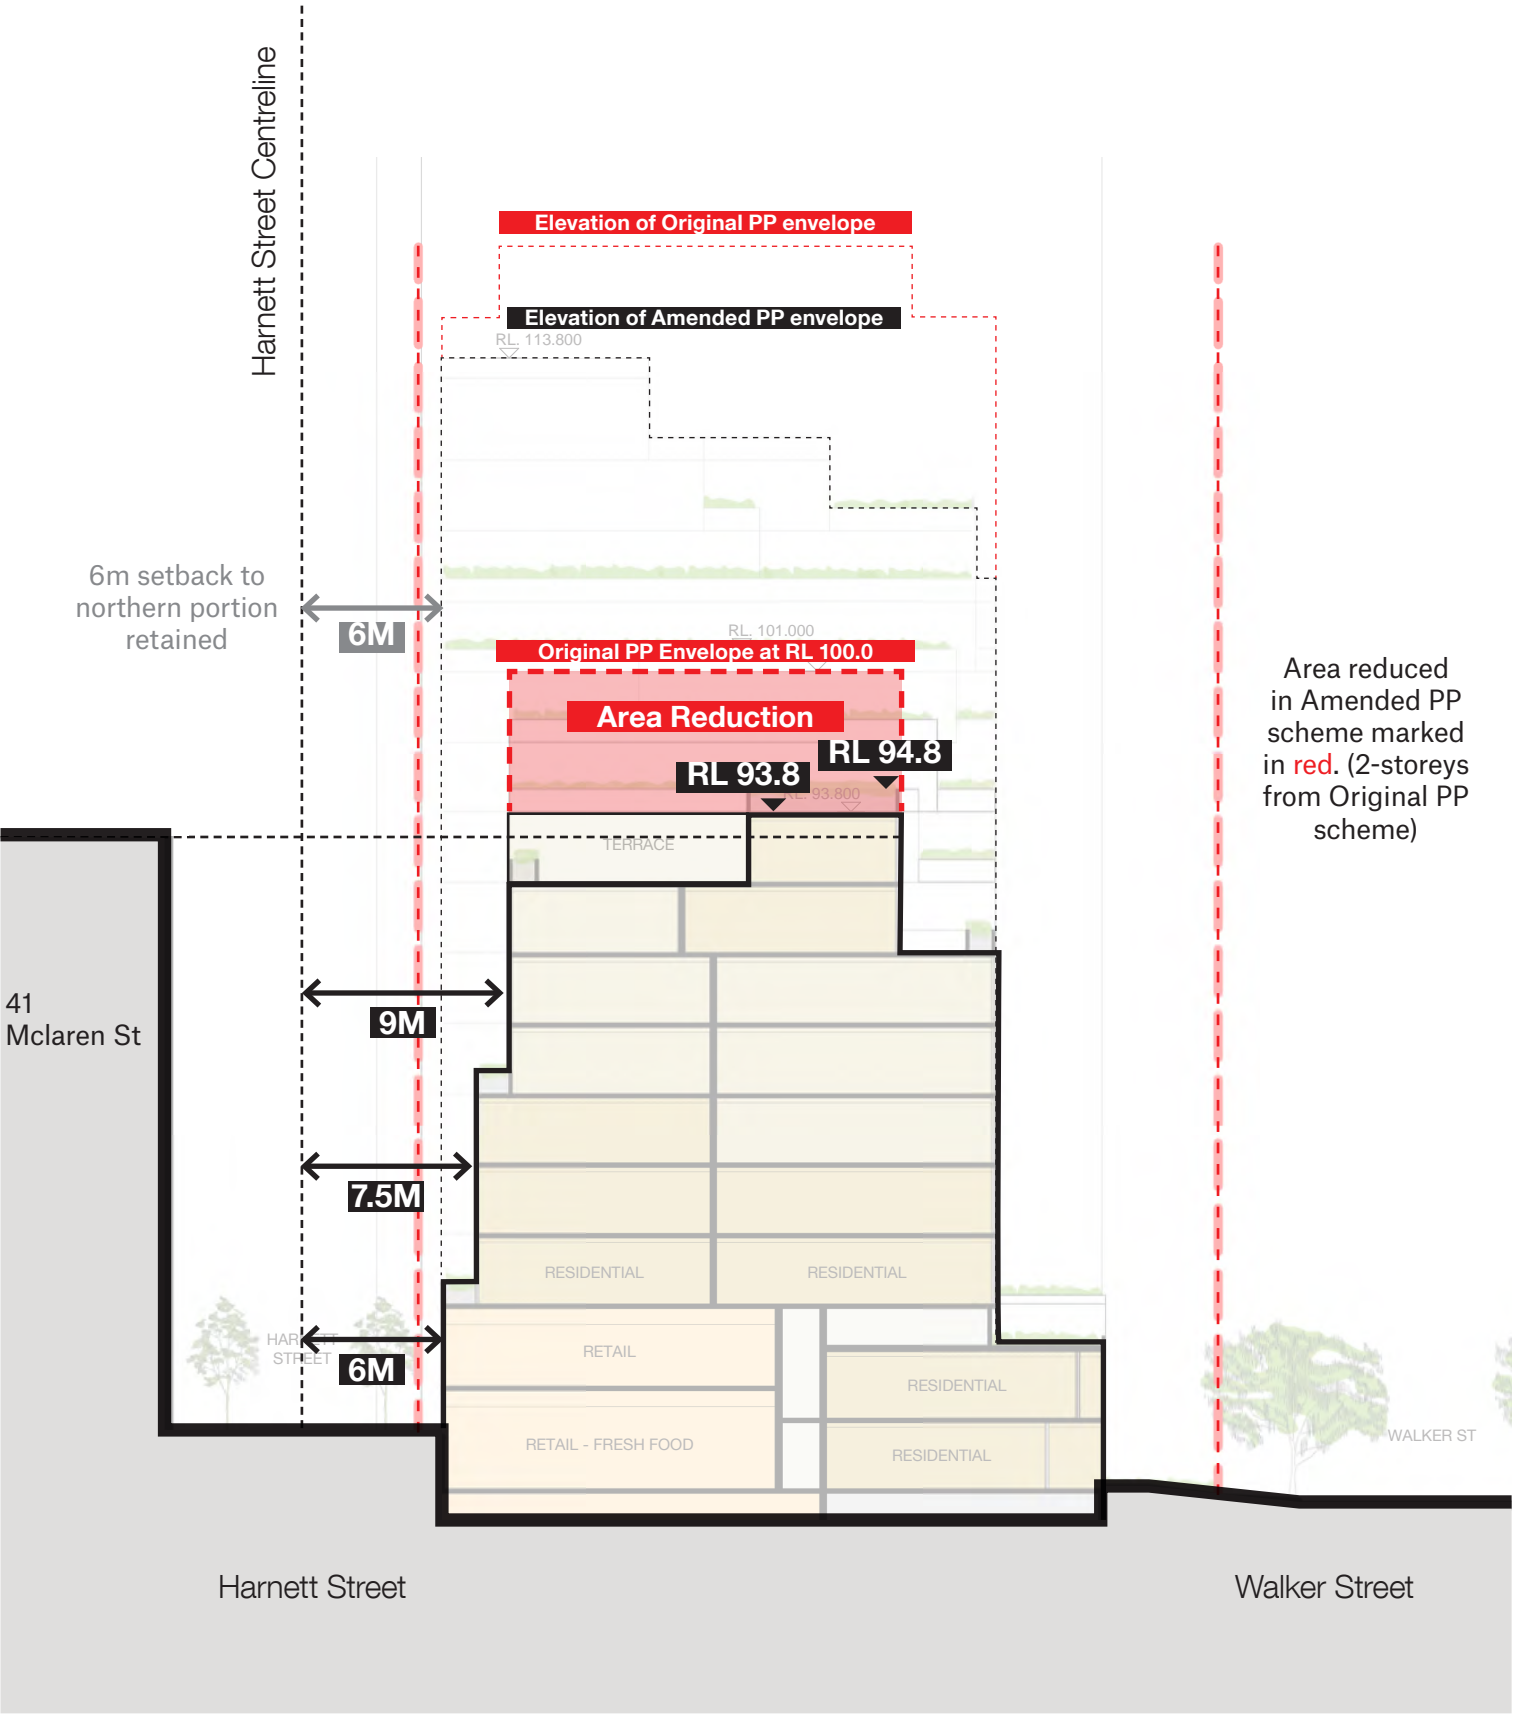 Harnett Street Centreline
Elevation of Original PP envelope
Elevation of Amended PP envelope
RL. 113.800
6m setback to
northern portion
retained
6M
RL. 101.000
Original PP Envelope at RL 100.0
Area Reduction
RL 94.8
RL 93.8
RL. 93.800
Area reduced
in Amended PP
scheme marked
in red. (2-storeys
from Original PP
scheme)
TERRACE
41
Mclaren St
9M
7.5M
RESIDENTIAL
RESIDENTIAL
HARNETT
STREET
6M
RETAIL
RESIDENTIAL
RETAIL - FRESH FOOD
RESIDENTIAL
WALKER ST
Harnett Street
Walker Street